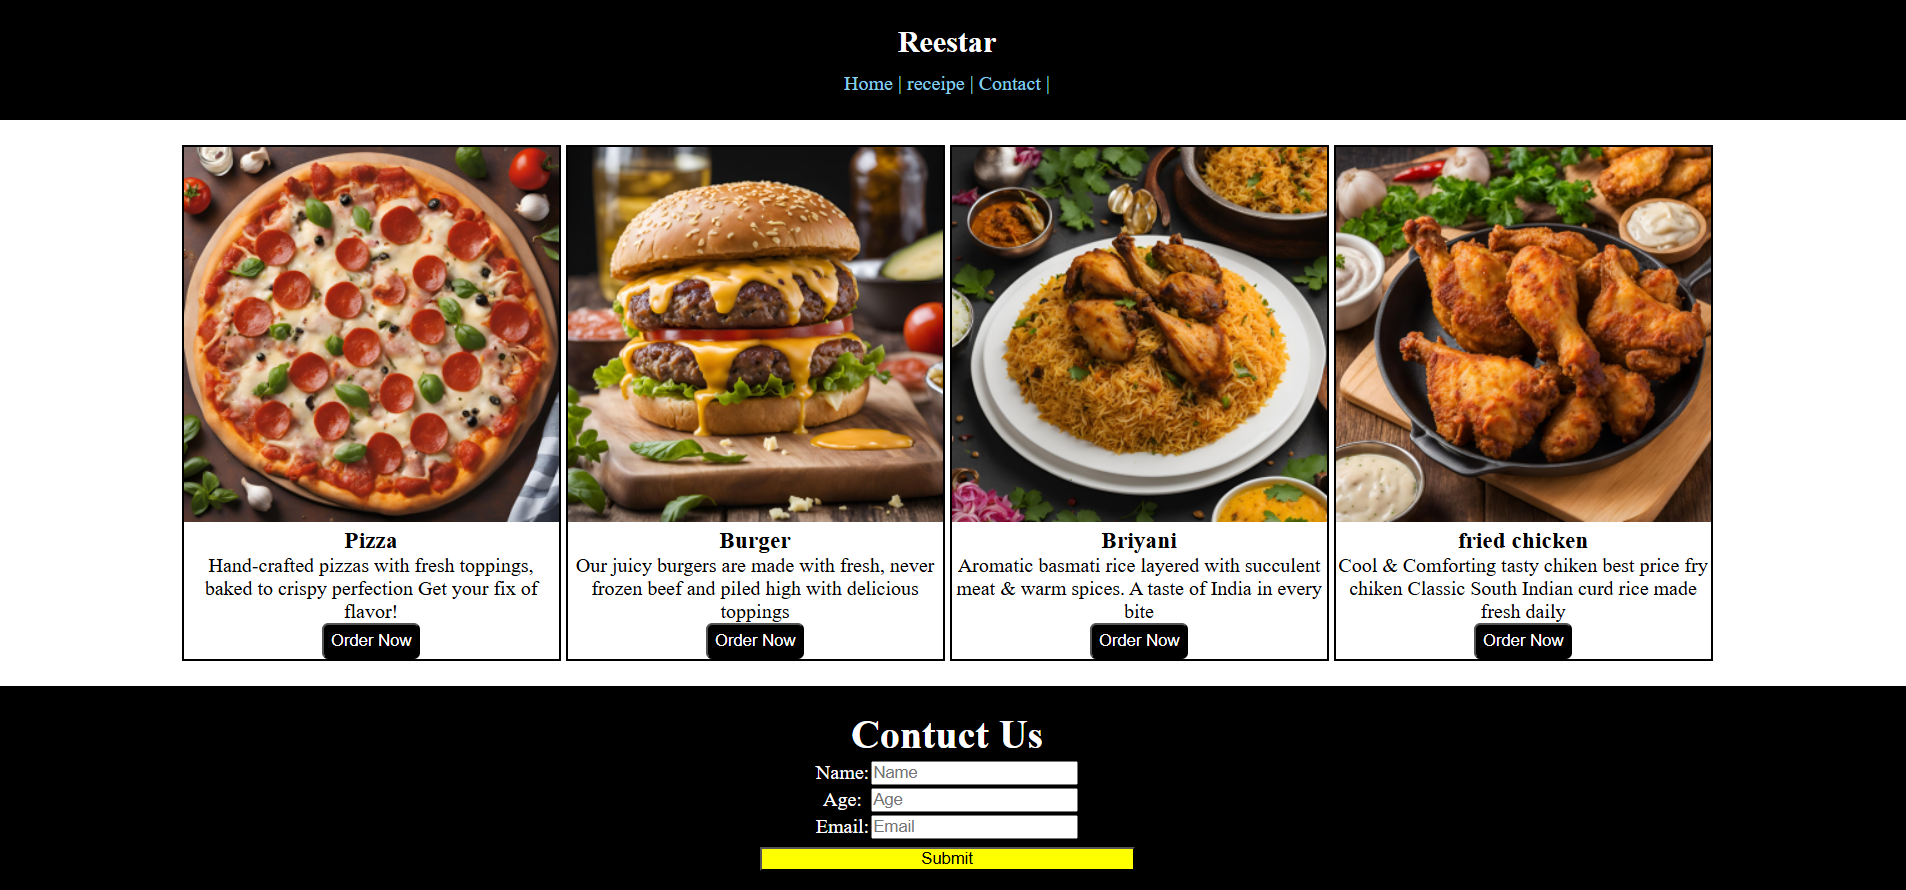 Reestar
Home | receipe | Contact |
Pizza
Hand-crafted pizzas with fresh toppings,
baked to crispy perfection Get your fix of
flavor!
Order Now
Burger
Our juicy burgers are made with fresh, never
frozen beef and piled high with delicious
toppings
Order Now
Briyani
Aromatic basmati rice layered with succulent
meat & warm spices. A taste of India in every
bite
Order Now
fried chicken
Cool & Comforting tasty chiken best price fry
chiken Classic South Indian curd rice made
fresh daily
Order Now
Contuct Us
Name: Name
Age: Age
Email: Email
Submit